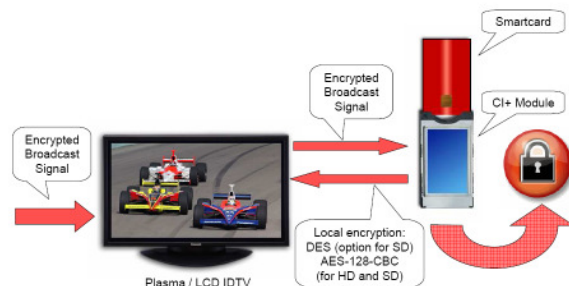 Smartcard
Encrypted
Broadcast
Signal
CI+ Module
Encrypted
Broadcast
Signal
Local encryption:
DES (option for SD)
AES-128-CBC
(for HD and SD)
Plasma / LCD IDTV